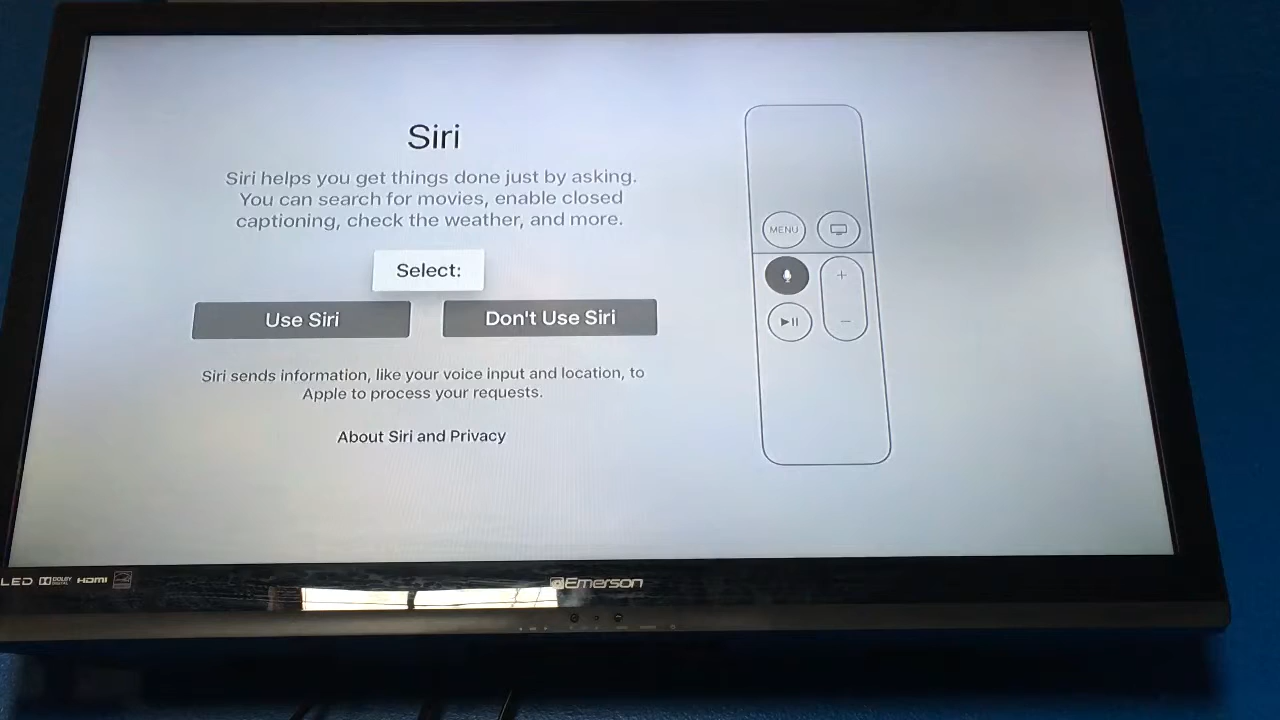 Siri
Siri helps you get things done just by asking.
You can search for movies, enable closed
captioning, check the weather, and more.
Select:
Use Siri
Don't Use Siri
Siri sends information, like your voice input and location, to
Apple to process your requests.
About Siri and Privacy
MENU
+
−
LED
DOLBY
DIGITAL
HDMI
Emerson